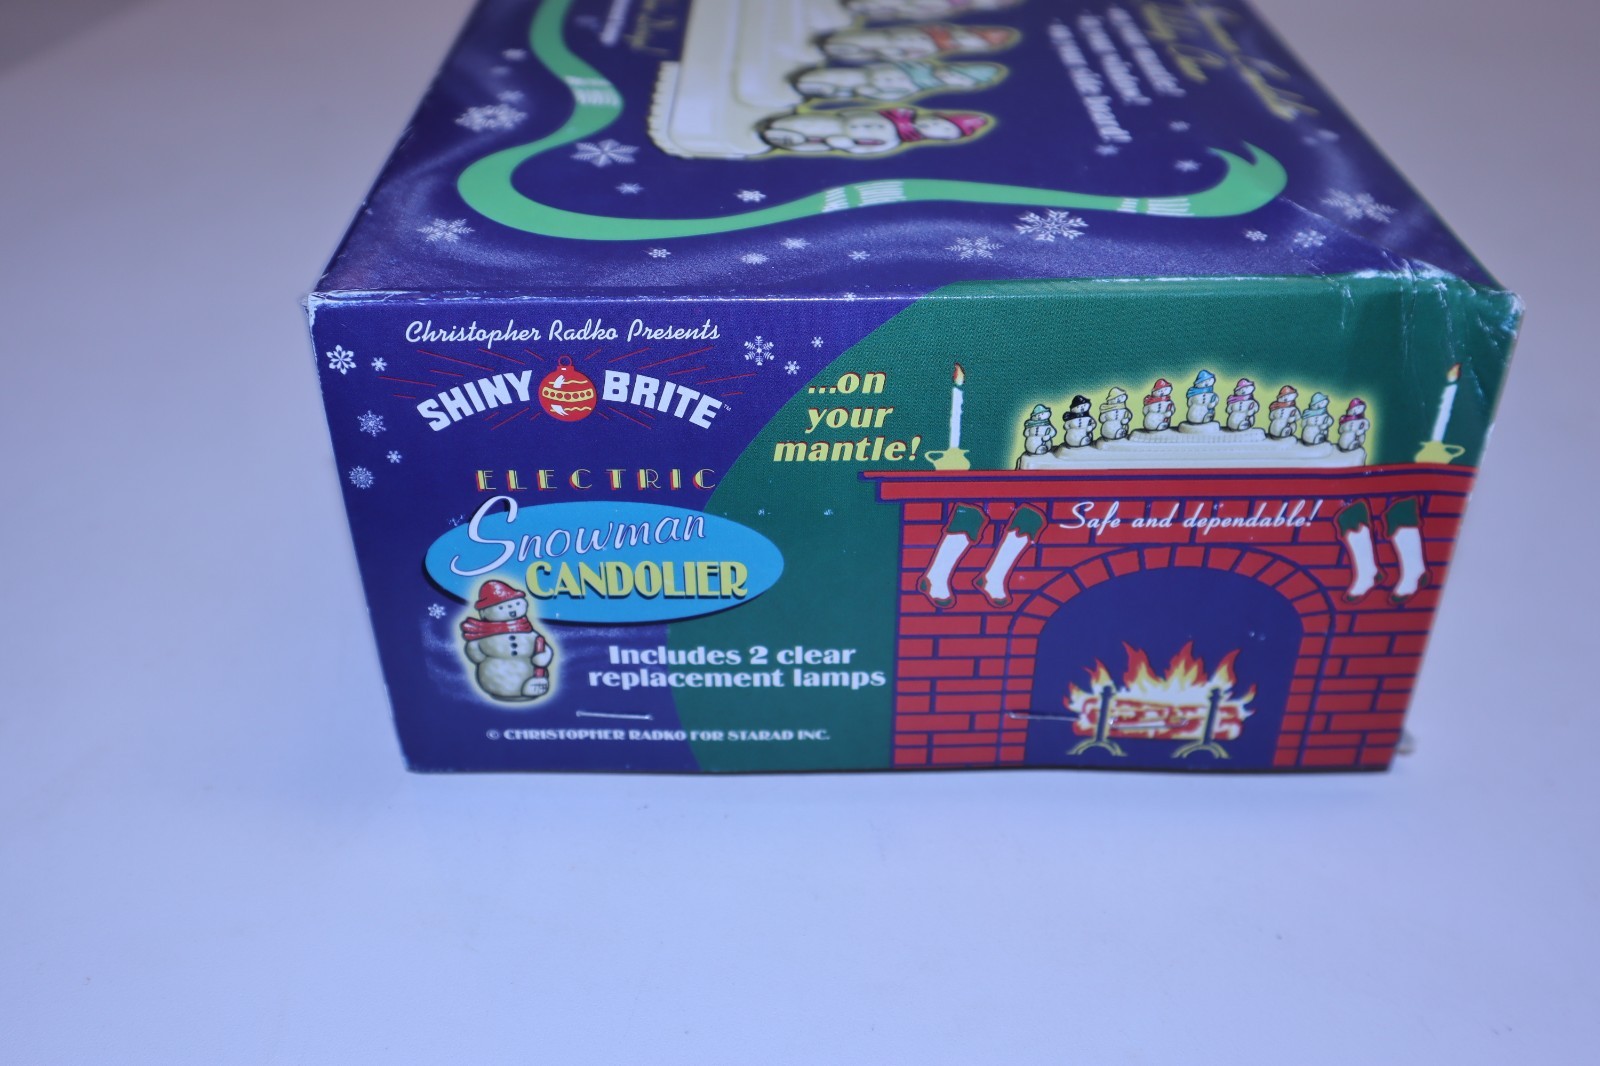 Christopher Radko Presents
SHINY BRITE™
ELECTRIC
Snowman
CANDOLIER
Includes 2 clear
replacement lamps
© CHRISTOPHER RADKO FOR STARAD INC.
...on
your
mantle!
Safe and dependable!